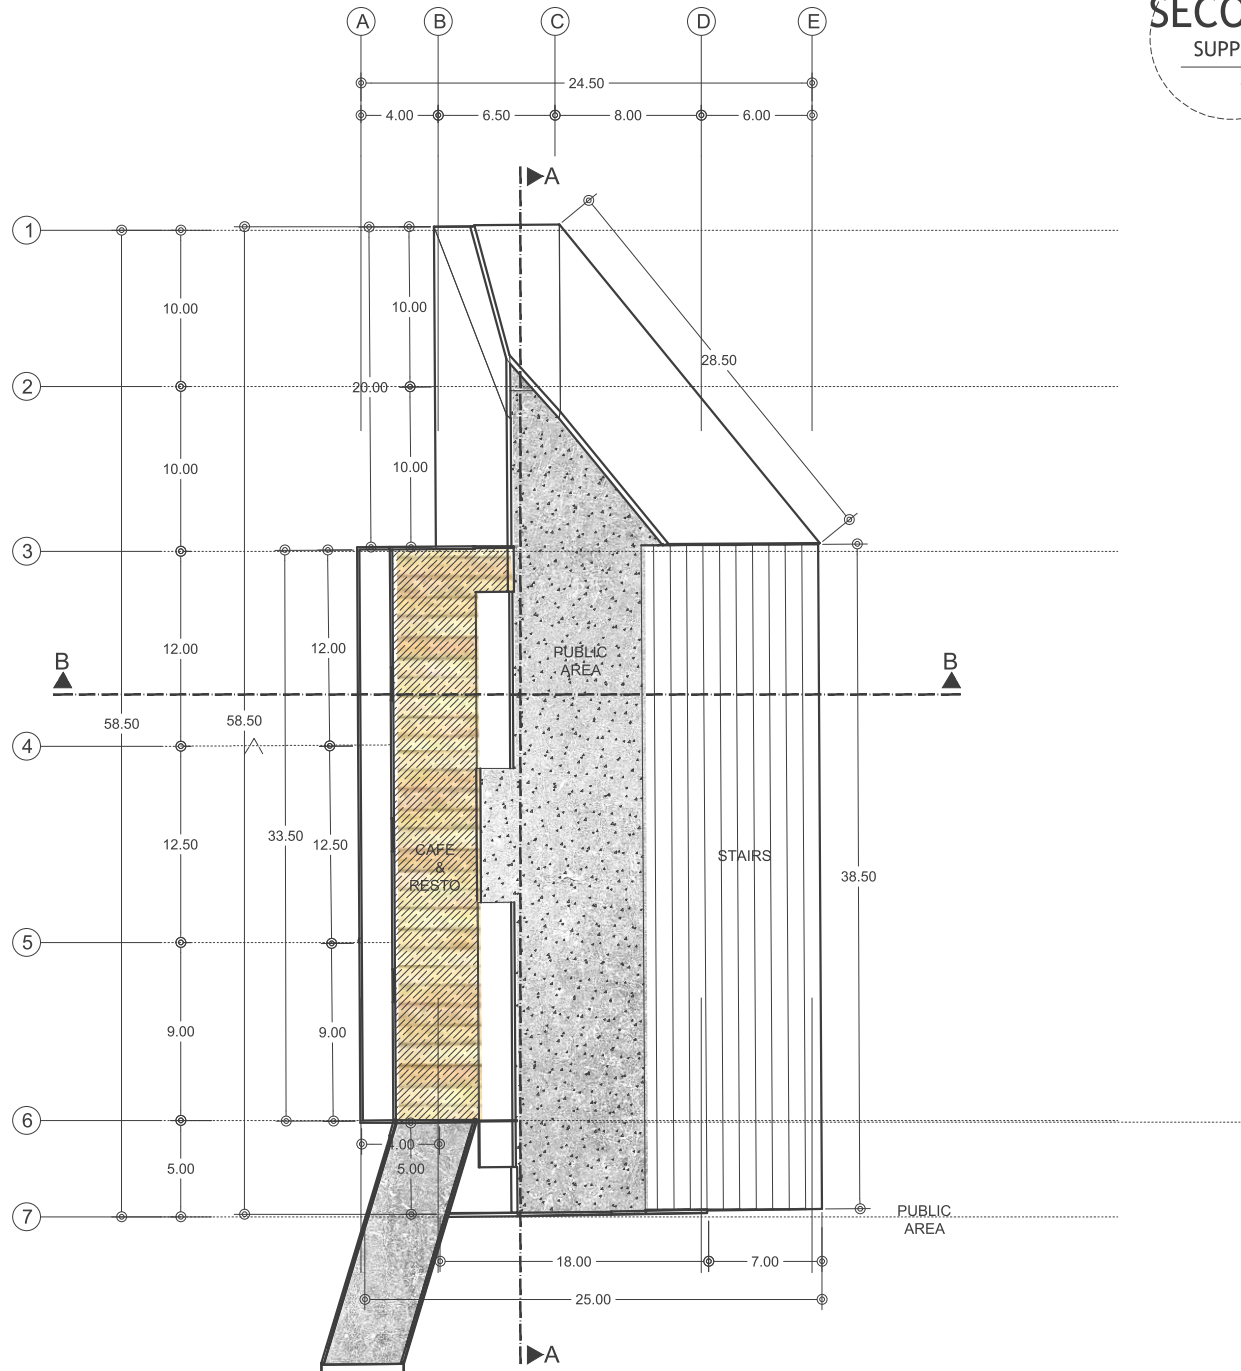 A B C D E
SECO
SUPP
24.50
4.00 6.50 8.00 6.00
A
1
10.00 10.00
28.50
2
20.00
10.00 10.00
3
12.00 12.00
PUBLIC
AREA
B B
58.50 58.50
4
33.50 12.50 12.50
CAFE
&
RESTO
STAIRS
38.50
5
9.00 9.00
6
4.00
5.00 5.00
7
PUBLIC
AREA
18.00 7.00
25.00
A